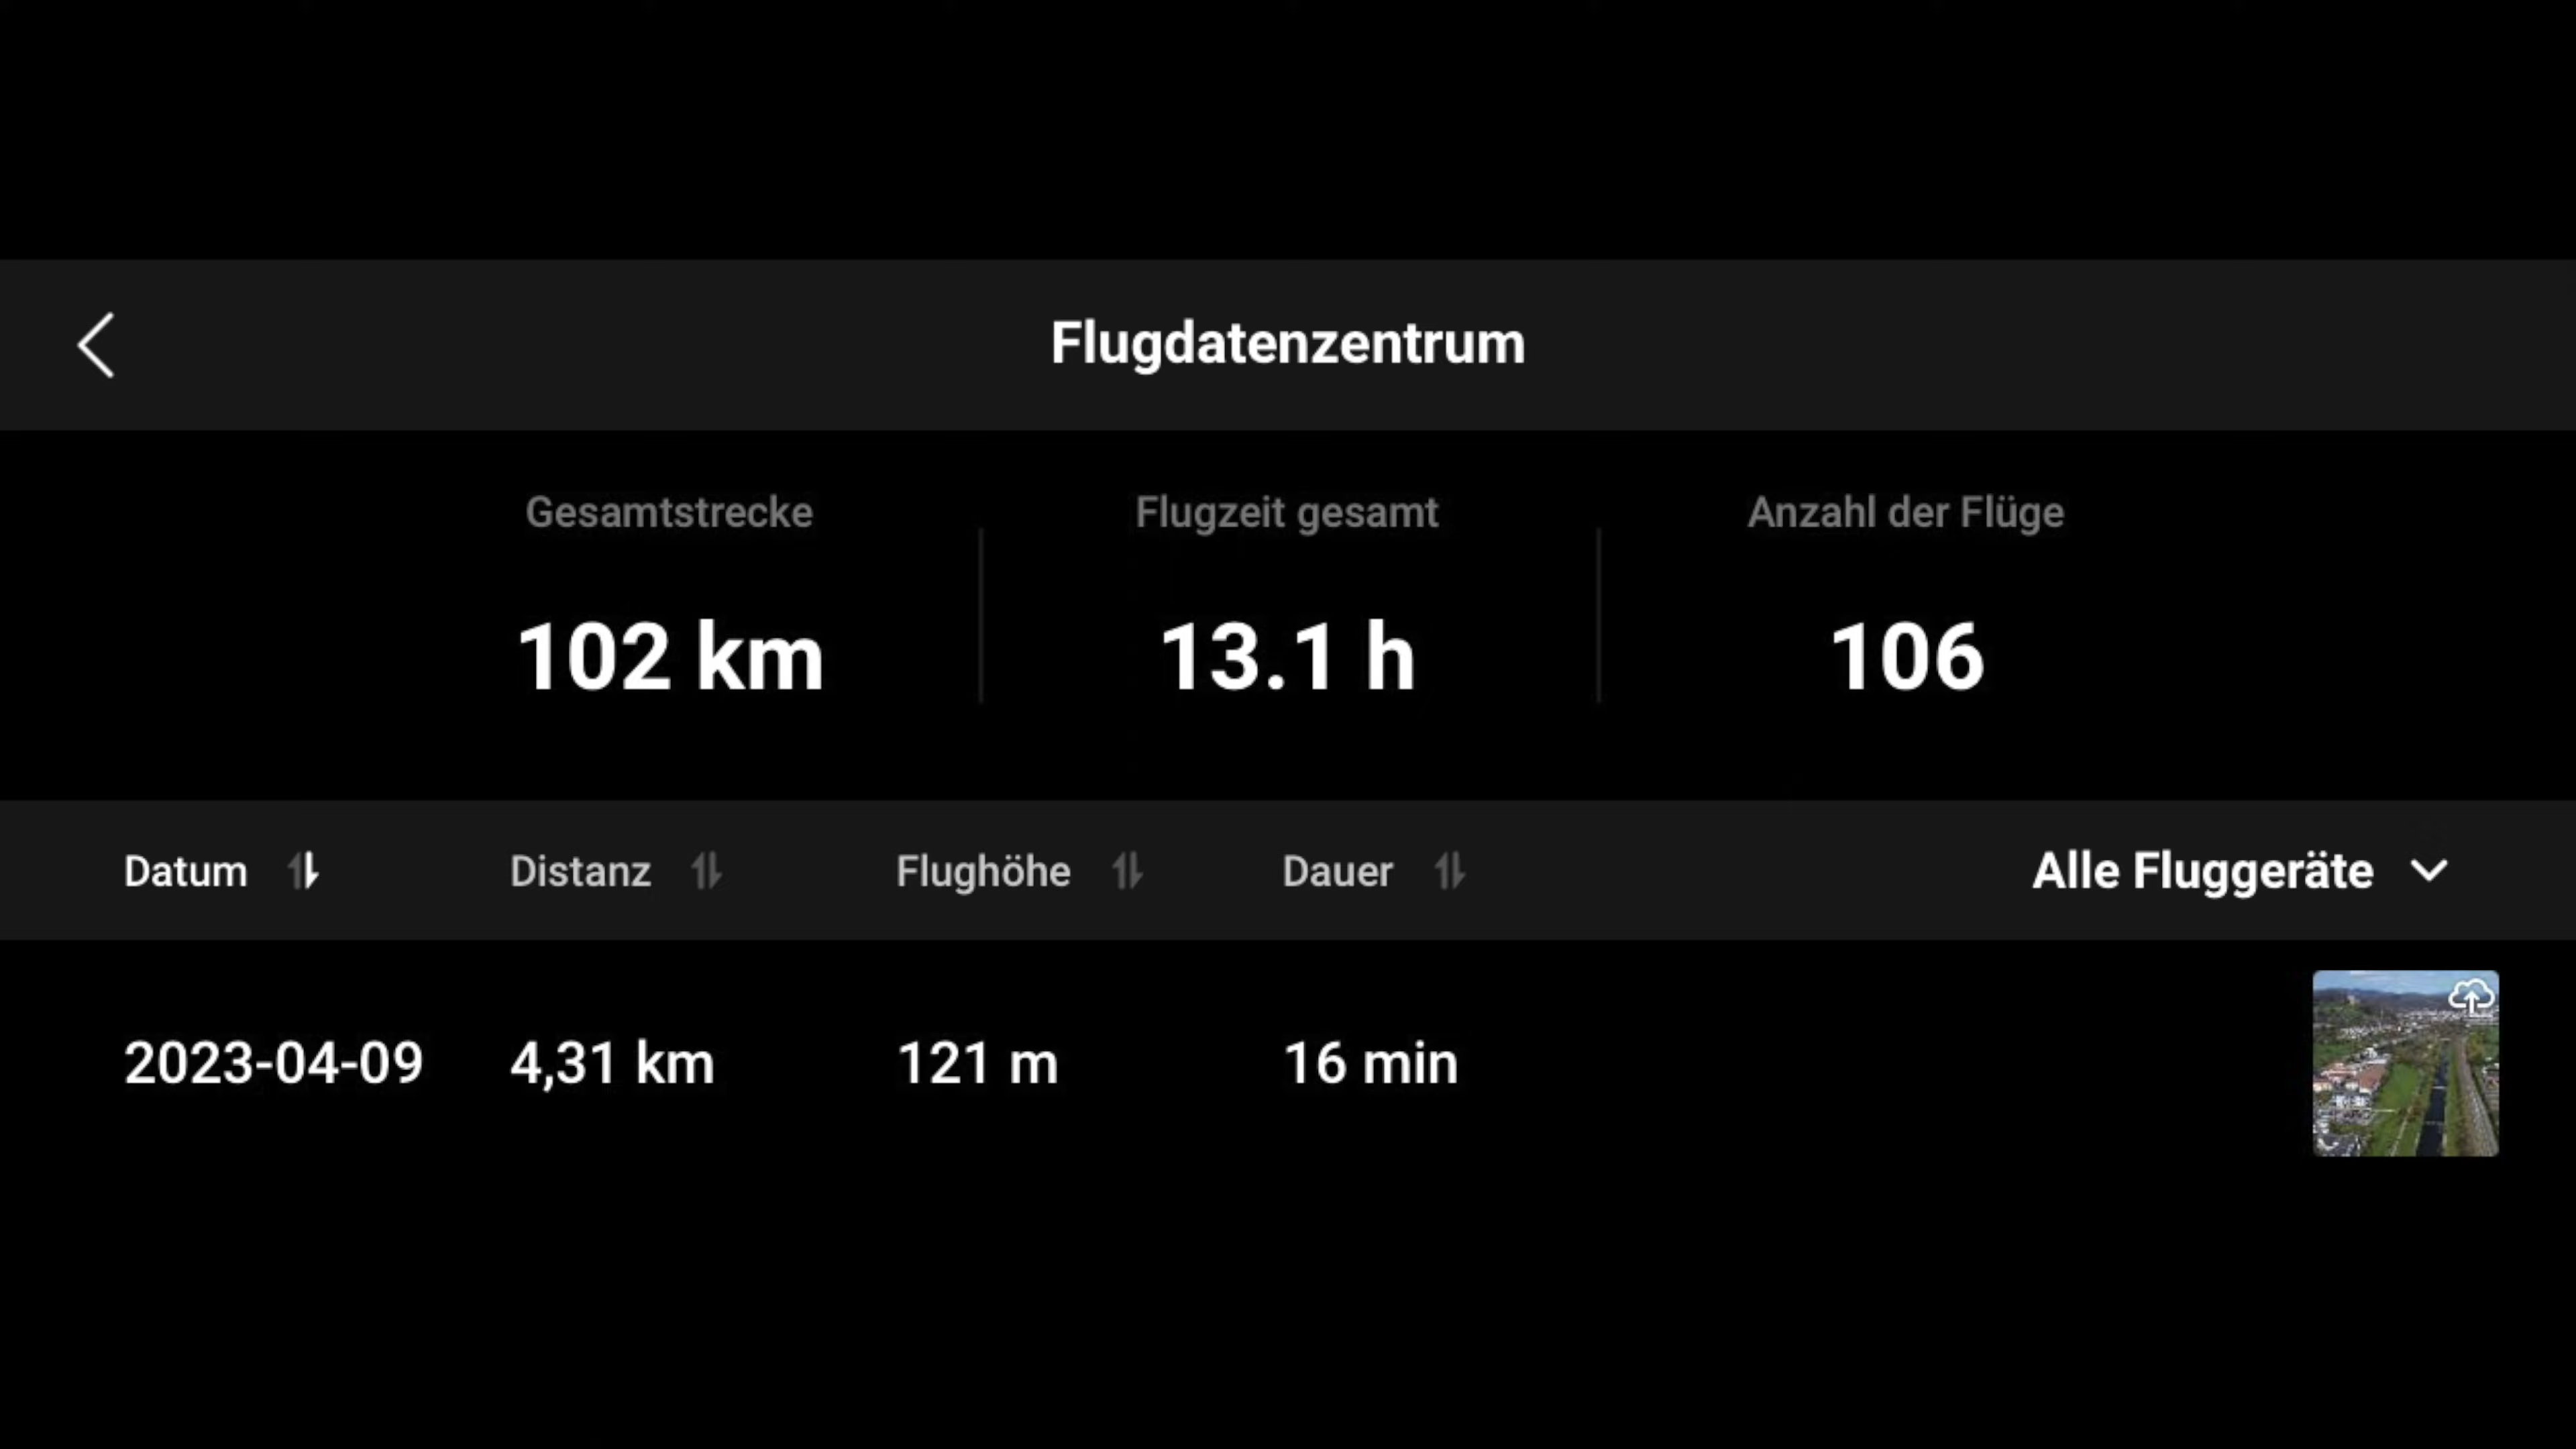 Flugdatenzentrum
Gesamtstrecke Flugzeit gesamt Anzahl der Flüge
102 km 13.1 h 106
Datum Distanz Flughöhe Dauer Alle Fluggeräte
2023-04-09 4,31 km 121 m 16 min